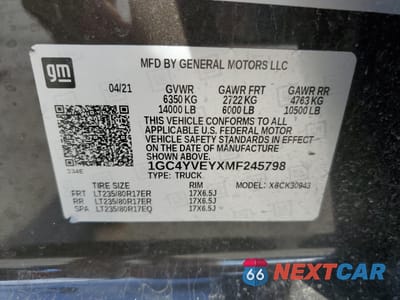 gm
MFD BY GENERAL MOTORS LLC
04/21 GVWR GAWR FRT GAWR RR
6350 KG 2722 KG 4763 KG
14000 LB 6000 LB 10500 LB
THIS VEHICLE CONFORMS TO ALL
APPLICABLE U.S. FEDERAL MOTOR
VEHICLE SAFETY STANDARDS IN EFFECT
ON THE DATE OF MANUFACTURE SHOWN ABOVE.
1GC4YVEYXMF245798
TYPE: TRUCK
234E
TIRE SIZE RIM MODEL: X8CK30943
FRT LT235/80R17ER 17X6.5J
RR LT235/80R17ER 17X6.5J
SPA LT235/80R17EQ 17X6.5J
66 NEXTCAR